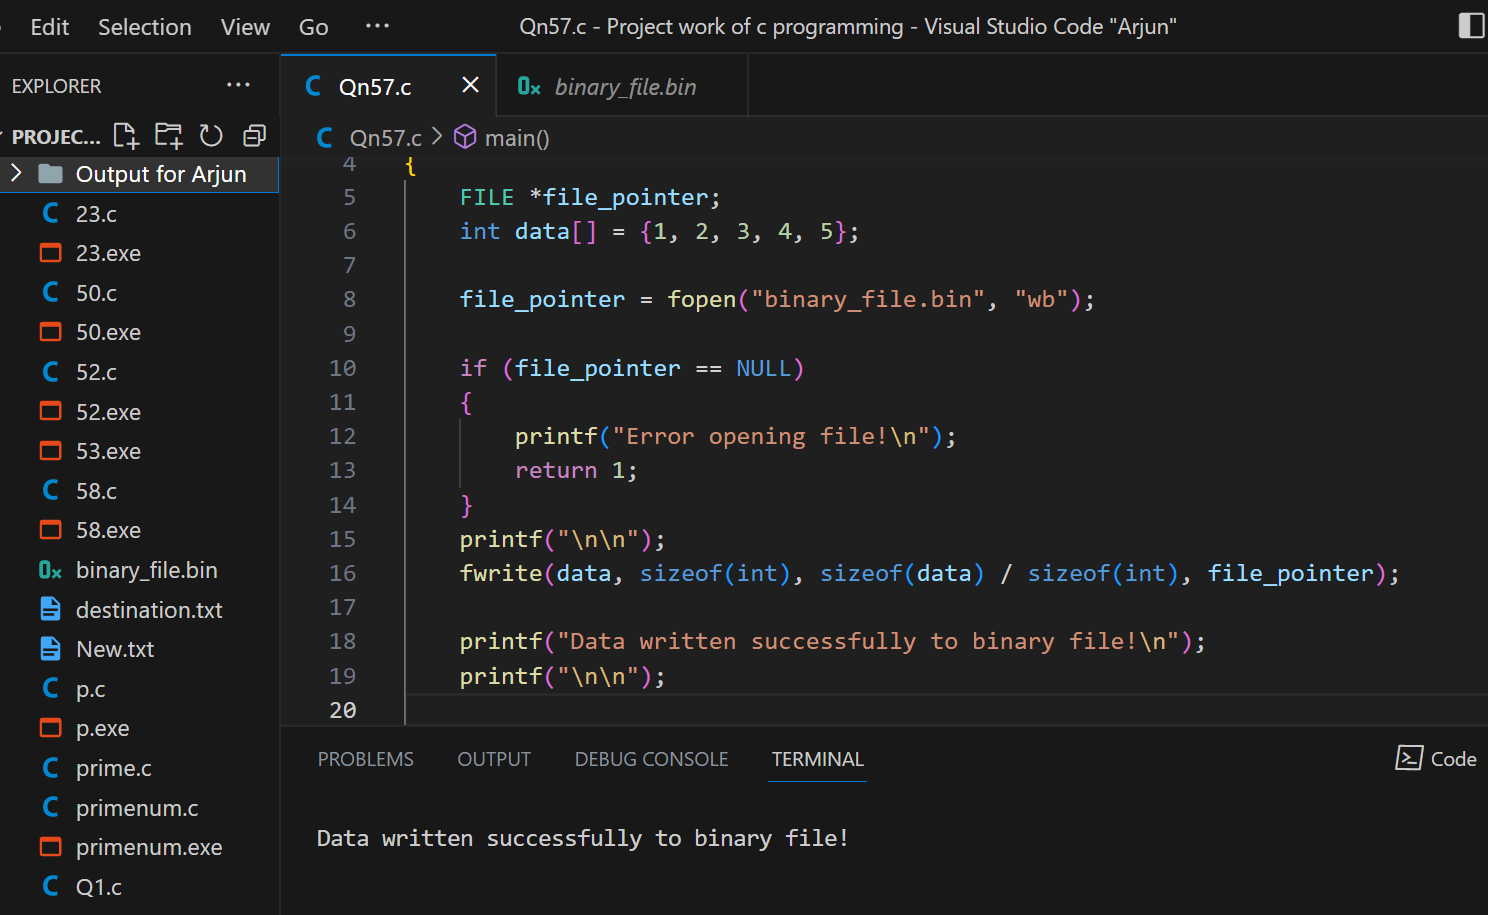 Edit Selection View Go ··· Qn57.c - Project work of c programming - Visual Studio Code "Arjun"
EXPLORER ···
PROJEC...
Output for Arjun
23.c
23.exe
50.c
50.exe
52.c
52.exe
53.exe
58.c
58.exe
binary_file.bin
destination.txt
New.txt
p.c
p.exe
prime.c
primenum.c
primenum.exe
Q1.c
Qn57.c binary_file.bin
Qn57.c > main()
4 {
5 FILE *file_pointer;
6 int data[] = {1, 2, 3, 4, 5};
7
8 file_pointer = fopen("binary_file.bin", "wb");
9
10 if (file_pointer == NULL)
11 {
12 printf("Error opening file!\n");
13 return 1;
14 }
15 printf("\n\n");
16 fwrite(data, sizeof(int), sizeof(data) / sizeof(int), file_pointer);
17
18 printf("Data written successfully to binary file!\n");
19 printf("\n\n");
20
PROBLEMS OUTPUT DEBUG CONSOLE TERMINAL Code
Data written successfully to binary file!